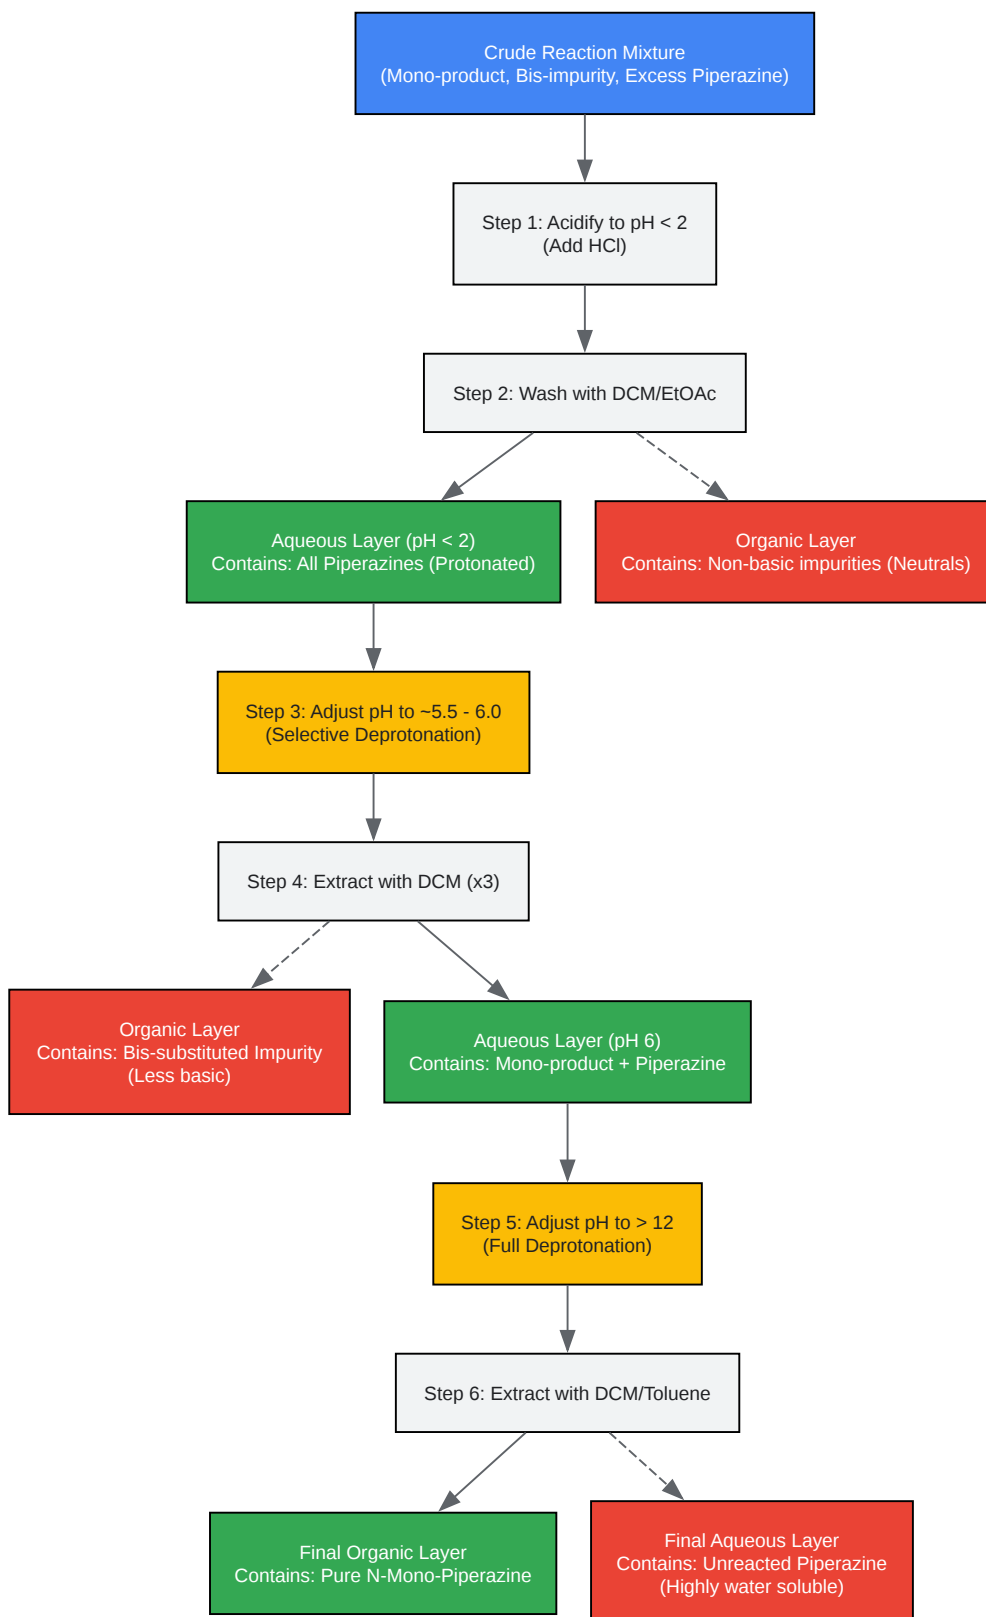 Crude Reaction Mixture
(Mono-product, Bis-impurity, Excess Piperazine)
Step 1: Acidify to pH < 2
(Add HCl)
Step 2: Wash with DCM/EtOAc
Aqueous Layer (pH < 2)
Contains: All Piperazines (Protonated)
Organic Layer
Contains: Non-basic impurities (Neutrals)
Step 3: Adjust pH to ~5.5 - 6.0
(Selective Deprotonation)
Step 4: Extract with DCM (x3)
Organic Layer
Contains: Bis-substituted Impurity
(Less basic)
Aqueous Layer (pH 6)
Contains: Mono-product + Piperazine
Step 5: Adjust pH to > 12
(Full Deprotonation)
Step 6: Extract with DCM/Toluene
Final Organic Layer
Contains: Pure N-Mono-Piperazine
Final Aqueous Layer
Contains: Unreacted Piperazine
(Highly water soluble)